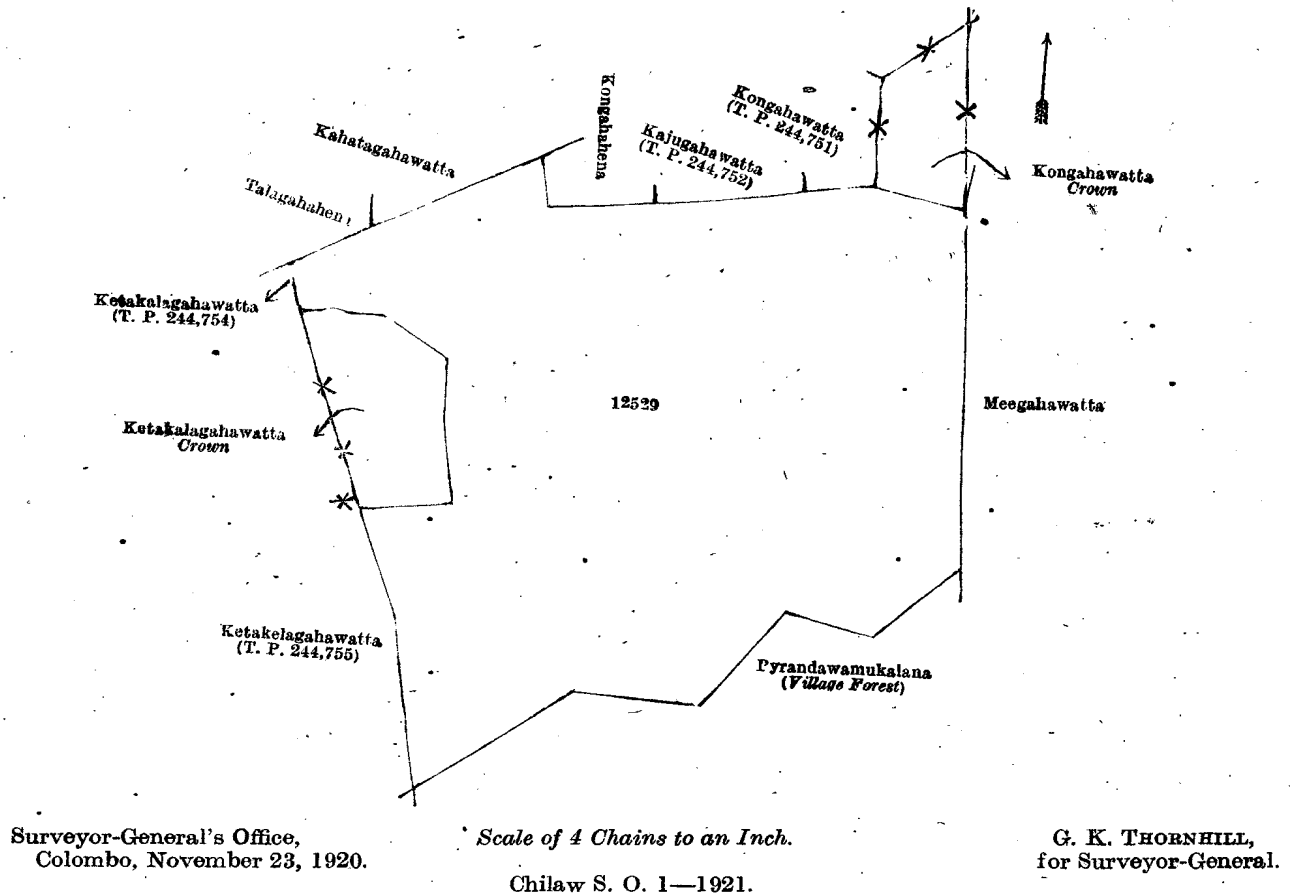 Kongahawatta
(T. P. 244,751)
Kongahahena
Kajugahawatta
(T. P. 244,752)
Kahatagahawatta
Kongahawatta
Crown
Ketakalagahawatta
(T. P. 244,754)
12529
Meegahawatta
Ketakalagahawatta
Crown
Ketakelagahawatta
(T. P. 244,755)
Pyrandawamukalana
(Village Forest)
Surveyor-General's Office,
Colombo, November 23, 1920.
Scale of 4 Chains to an Inch.
Chilaw S. O. 1—1921.
G. K. THORNHILL,
for Surveyor-General.